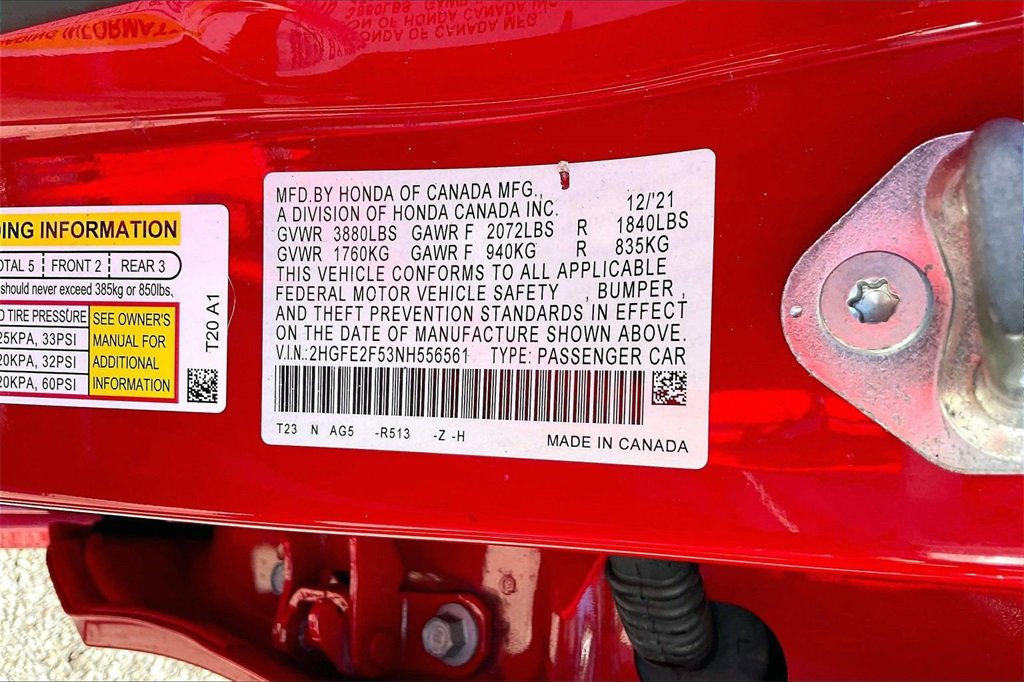 DING INFORMATION
OTAL 5 FRONT 2 REAR 3
should never exceed 385kg or 850lbs.
TIRE PRESSURE
25KPA, 33PSI
20KPA, 32PSI
20KPA, 60PSI
SEE OWNER'S
MANUAL FOR
ADDITIONAL
INFORMATION
T20 A1
MFD.BY HONDA OF CANADA MFG., 12/'21
A DIVISION OF HONDA CANADA INC.
GVWR 3880LBS GAWR F 2072LBS R 1840LBS
GVWR 1760KG GAWR F 940KG R 835KG
THIS VEHICLE CONFORMS TO ALL APPLICABLE
FEDERAL MOTOR VEHICLE SAFETY , BUMPER ,
AND THEFT PREVENTION STANDARDS IN EFFECT
ON THE DATE OF MANUFACTURE SHOWN ABOVE.
V.I.N.:2HGFE2F53NH556561 TYPE: PASSENGER CAR
T23 N AG5 -R513 -Z -H
MADE IN CANADA